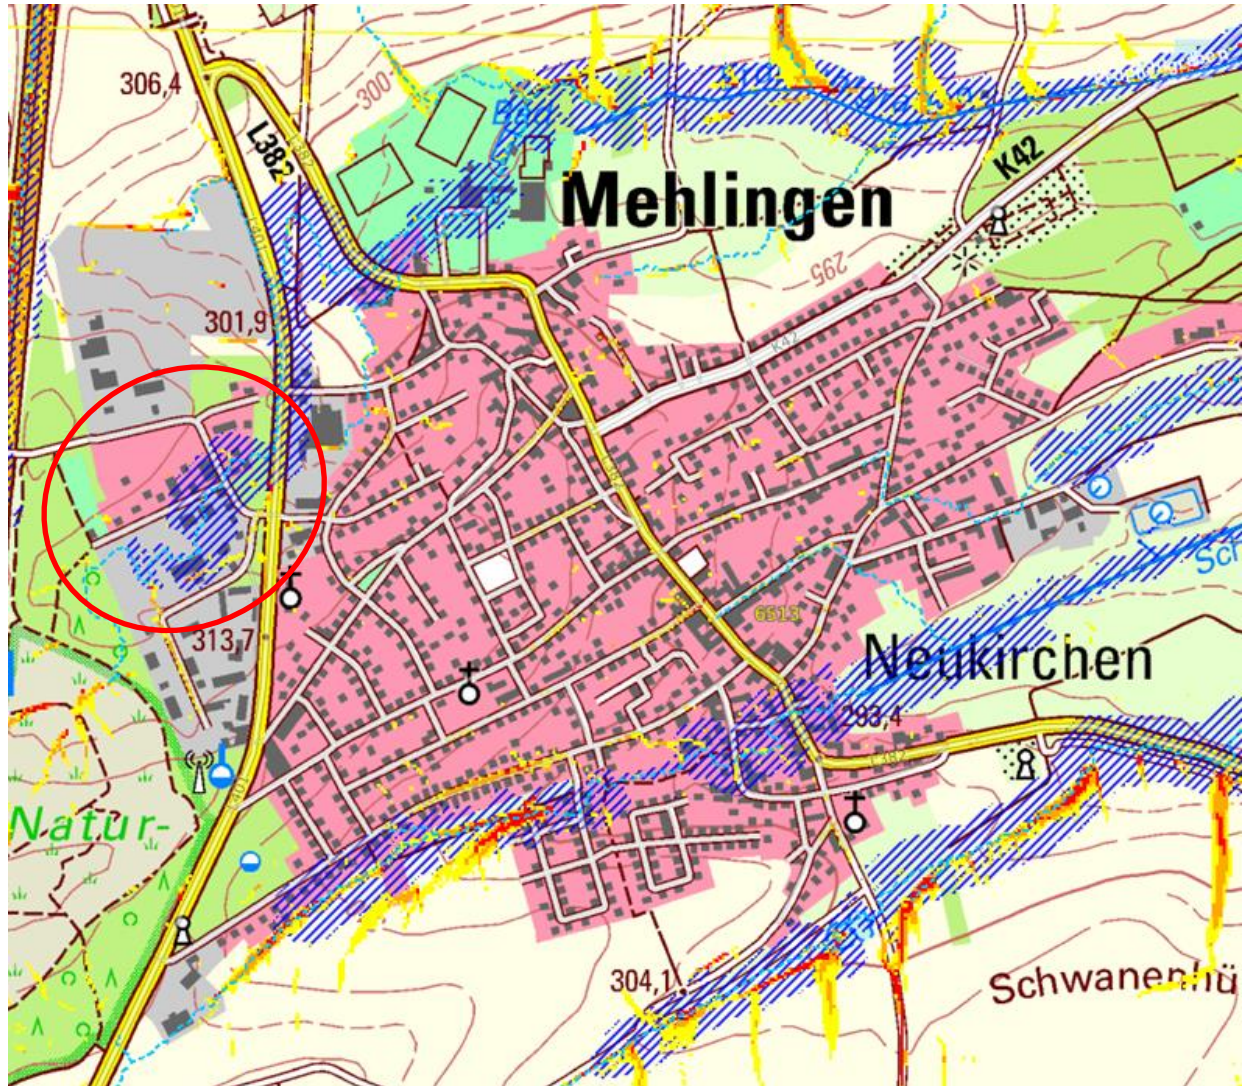 306,4
L382
300
K42
Mehlingen
295
301,9
K42
6513
313,7
Neukirchen
293,4
L382
Natur-
304,1
Schwanenhü